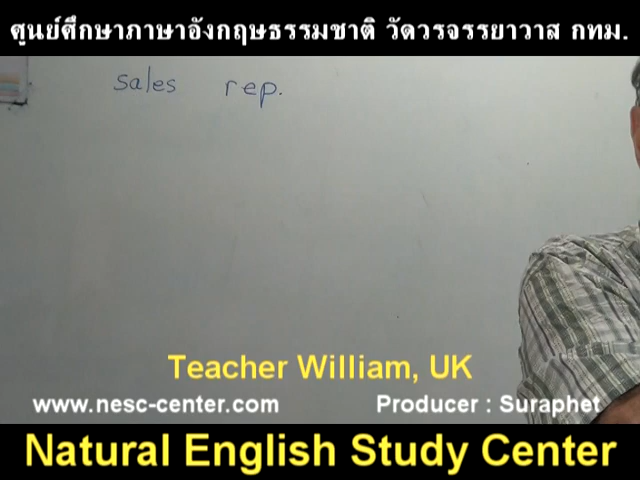 ศูนย์ศึกษาภาษาอังกฤษธรรมชาติ วัดวรจรรยาวาส กทม.
sales rep.
Teacher William, UK
www.nesc-center.com Producer : Suraphet
Natural English Study Center